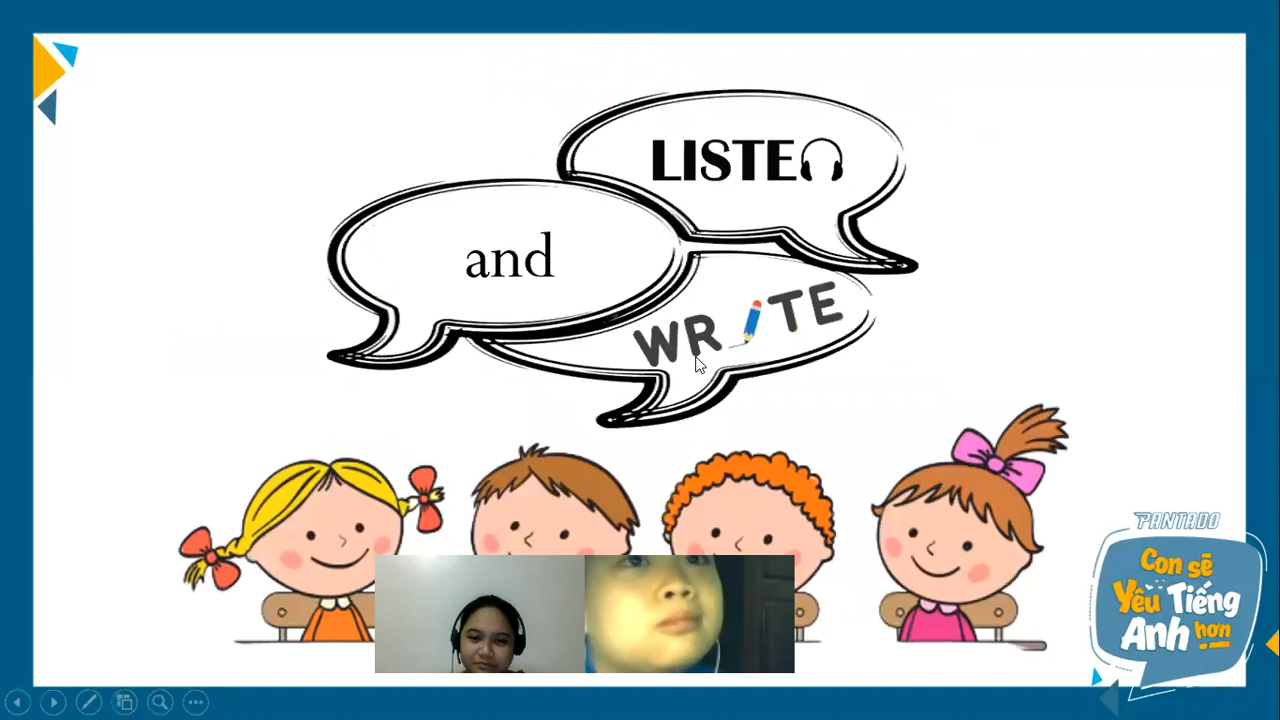 LISTEN
and
WRITE
PANTADO
Con sẽ
Yêu Tiếng
Anh hơn